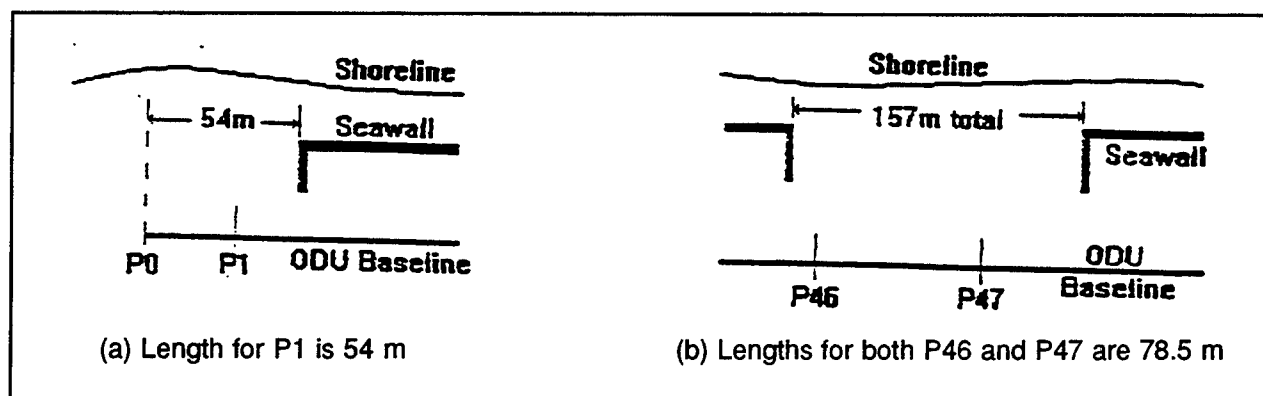 Shoreline
54m
Seawall
P0
P1
ODU Baseline
(a) Length for P1 is 54 m
Shoreline
157m total
Seawall
P46
P47
ODU
Baseline
(b) Lengths for both P46 and P47 are 78.5 m